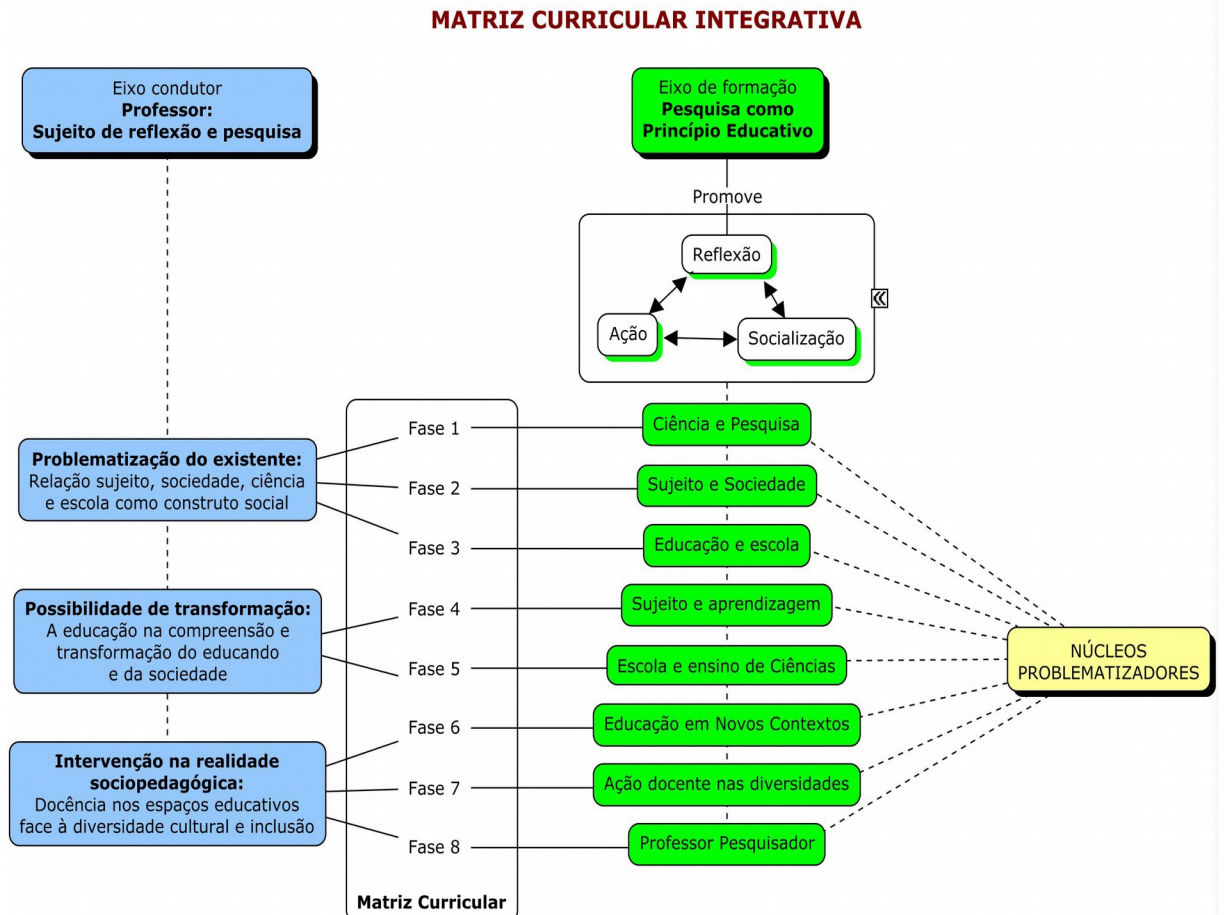 MATRIZ CURRICULAR INTEGRATIVA
Eixo condutor
Professor:
Sujeito de reflexão e pesquisa
Eixo de formação
Pesquisa como
Princípio Educativo
Promove
Reflexão
Ação
Socialização
Problematização do existente:
Relação sujeito, sociedade, ciência
e escola como construto social
Possibilidade de transformação:
A educação na compreensão e
transformação do educando
e da sociedade
Intervenção na realidade
sociopedagógica:
Docência nos espaços educativos
face à diversidade cultural e inclusão
Fase 1
Fase 2
Fase 3
Fase 4
Fase 5
Fase 6
Fase 7
Fase 8
Matriz Curricular
Ciência e Pesquisa
Sujeito e Sociedade
Educação e escola
Sujeito e aprendizagem
Escola e ensino de Ciências
Educação em Novos Contextos
Ação docente nas diversidades
Professor Pesquisador
NÚCLEOS
PROBLEMATIZADORES